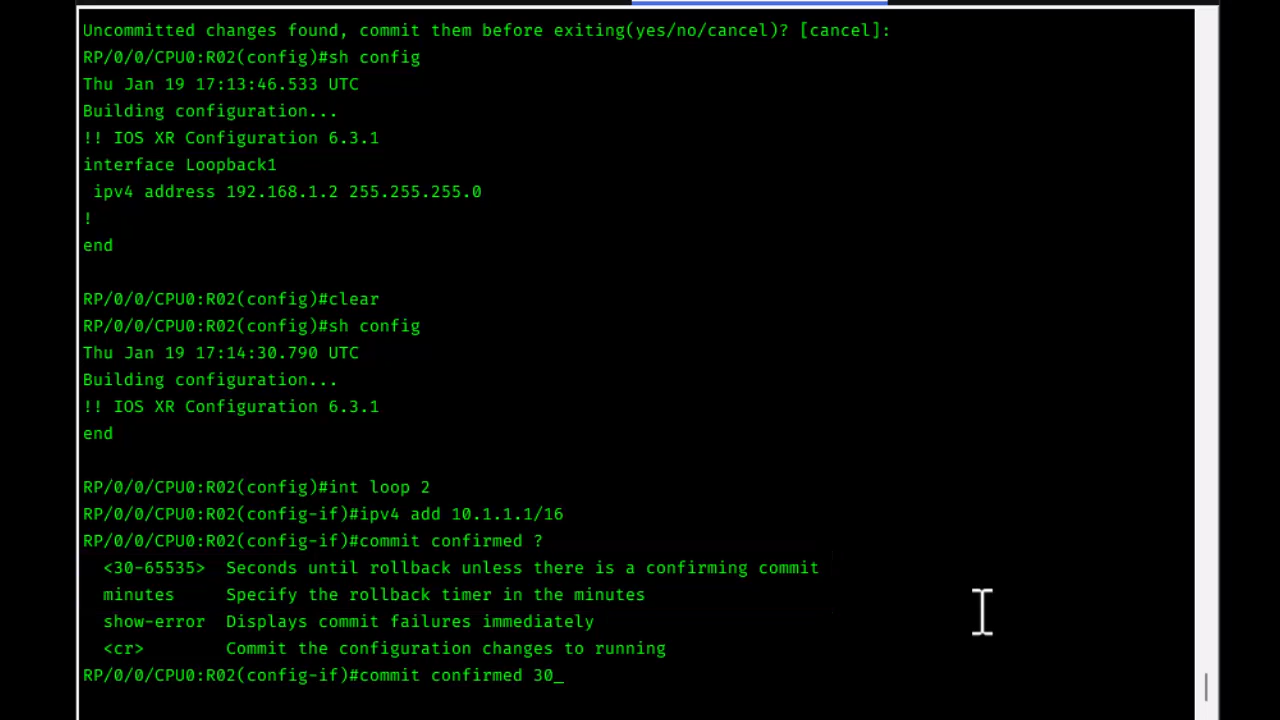 Uncommitted changes found, commit them before exiting(yes/no/cancel)? [cancel]:
RP/0/0/CPU0:R02(config)#sh config
Thu Jan 19 17:13:46.533 UTC
Building configuration...
!! IOS XR Configuration 6.3.1
interface Loopback1
 ipv4 address 192.168.1.2 255.255.255.0
!
end

RP/0/0/CPU0:R02(config)#clear
RP/0/0/CPU0:R02(config)#sh config
Thu Jan 19 17:14:30.790 UTC
Building configuration...
!! IOS XR Configuration 6.3.1
end

RP/0/0/CPU0:R02(config)#int loop 2
RP/0/0/CPU0:R02(config-if)#ipv4 add 10.1.1.1/16
RP/0/0/CPU0:R02(config-if)#commit confirmed ?
  <30-65535>  Seconds until rollback unless there is a confirming commit
  minutes     Specify the rollback timer in the minutes
  show-error  Displays commit failures immediately
  <cr>        Commit the configuration changes to running
RP/0/0/CPU0:R02(config-if)#commit confirmed 30_